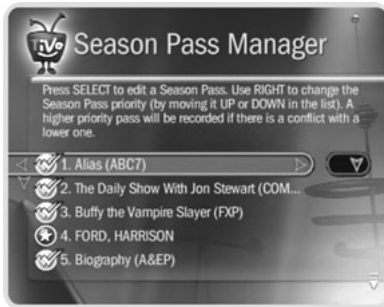 TiVo
Season Pass Manager
Press SELECT to edit a Season Pass. Use RIGHT to change the
Season Pass priority (by moving it UP or DOWN in the list). A
higher priority pass will be recorded if there is a conflict with a
lower one.
1. Alias (ABC7)
2. The Daily Show With Jon Stewart (COM...
3. Buffy the Vampire Slayer (FXP)
4. FORD, HARRISON
5. Biography (A&EP)